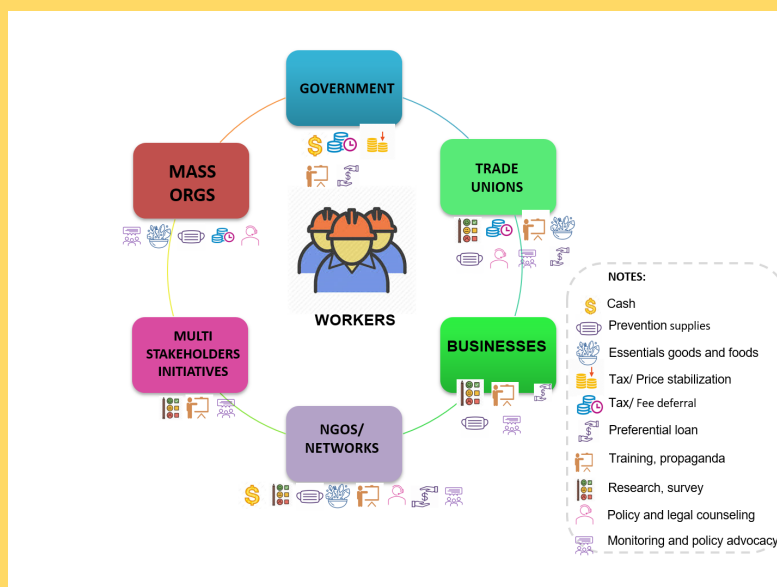 GOVERNMENT
MASS
ORGS
TRADE
UNIONS
WORKERS
MULTI
STAKEHOLDERS
INITIATIVES
BUSINESSES
NGOS/
NETWORKS
NOTES:
Cash
Prevention supplies
Essentials goods and foods
Tax/ Price stabilization
Tax/ Fee deferral
Preferential loan
Training, propaganda
Research, survey
Policy and legal counseling
Monitoring and policy advocacy